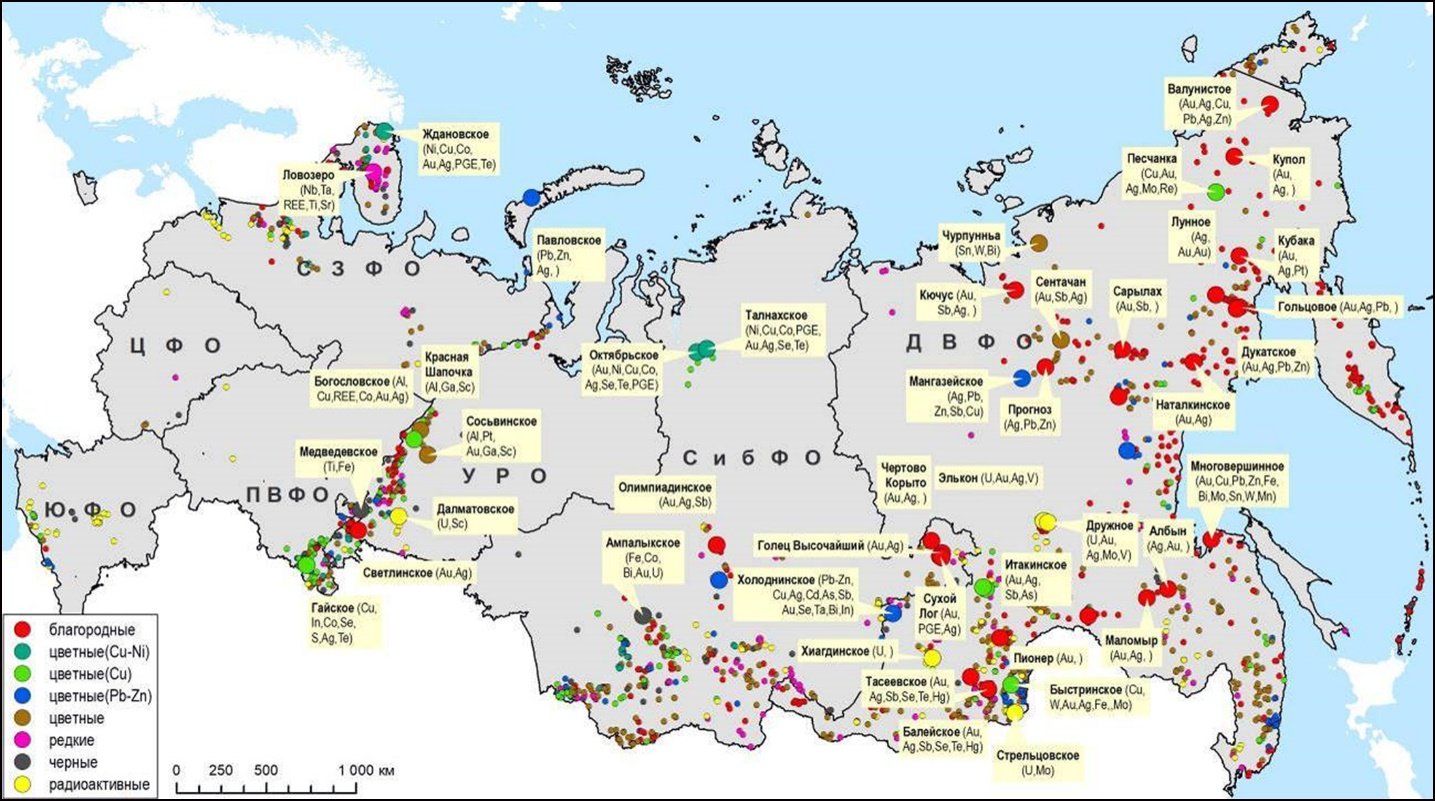 Валунистое
(Au,Ag,Cu,
Pb,Ag,Zn)
Ждановское
(Ni,Cu,Co,
Au,Ag,PGE,Te)
Песчанка
(Cu,Au,
Ag,Mo,Re)
Купол
(Au,
Ag, )
Ловозеро
(Nb,Ta,
REE,Ti,Sr)
Лунное
(Ag,
Au,Au)
Чурпуннья
(Sn,W,Bi)
Кубака
(Au,
Ag,Pt)
Павловское
(Pb,Zn,
Ag, )
СЗФО
Сентачан
(Au,Sb,Ag)
Кючус (Au,
Sb,Ag, )
Сарылах
(Au,Sb, )
Гольцовое (Au,Ag,Pb, )
Талнахское
(Ni,Cu,Co,PGE,
Au,Ag,Se,Te)
ЦФО
ДВФО
Октябрьское
(Au,Ni,Cu,Co,
Ag,Se,Te,PGE)
Дукатское
(Au,Ag,Pb,Zn)
Красная
Шапочка
(Al,Ga,Sc)
Богословское (Al,
Cu,REE,Co,Au,Ag)
Мангазейское
(Ag,Pb,
Zn,Sb,Cu)
Прогноз
(Ag,Pb,Zn)
Наталкинское
(Au,Ag)
Сосьвинское
(Al,Pt,
Au,Ga,Sc)
Медведевское
(Ti,Fe)
СибФО
УРО
Чертово
Корыто
(Au,Ag, )
Элькон (U,Au,Ag,V)
Многовершинное
(Au,Cu,Pb,Zn,Fe,
Bi,Mo,Sn,W,Mn)
ПВФО
ЮФО
Олимпиадинское
(Au,Ag,Sb)
Далматовское
(U,Sc)
Дружное
(U,Au,
Ag,Mo,V)
Албын
(Ag,Au, )
Ампалыкское
(Fe,Co,
Bi,Au,U)
Голец Высочайший (Au,Ag)
Светлинское (Au,Ag)
Холоднинское (Pb-Zn,
Cu,Ag,Cd,As,Sb,
Au,Se,Ta,Bi,In)
Итакинское
(Au,Ag,
Sb,As)
Сухой
Лог (Au,
PGE,Ag)
Гайское (Cu,
In,Co,Se,
S,Ag,Te)
Маломыр
(Au,Ag, )
Хиагдинское (U, )
Пионер (Au, )
Тасеевское (Au,
Ag,Sb,Se,Te,Hg)
Быстринское (Cu,
W,Au,Ag,Fe,,Mo)
Балейское (Au,
Ag,Sb,Se,Te,Hg)
Стрельцовское
(U,Mo)
благородные
цветные(Cu-Ni)
цветные(Cu)
цветные(Pb-Zn)
цветные
редкие
черные
радиоактивные
0 250 500 1 000 км